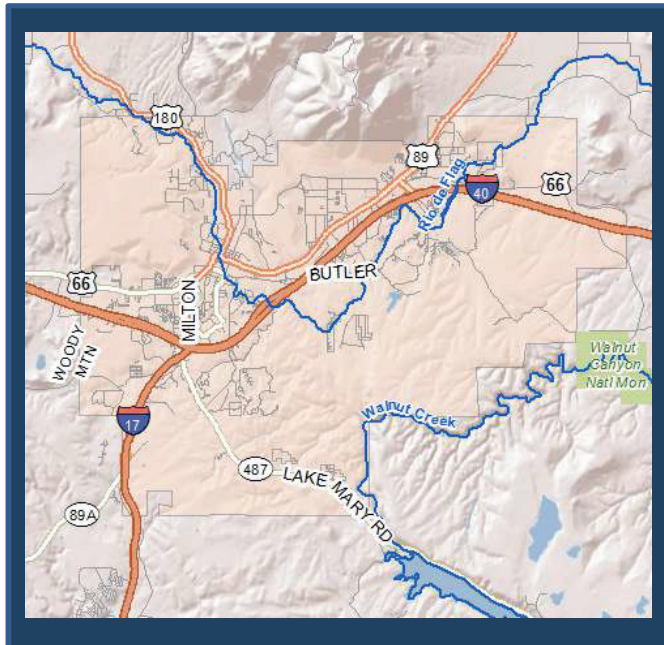 180
89
Rio de Flag
40
66
BUTLER
66
MILTON
WOODY
MTN
Walnut
Canyon
Natl Mon
Walnut Creek
17
487
LAKE MARY RD
89A